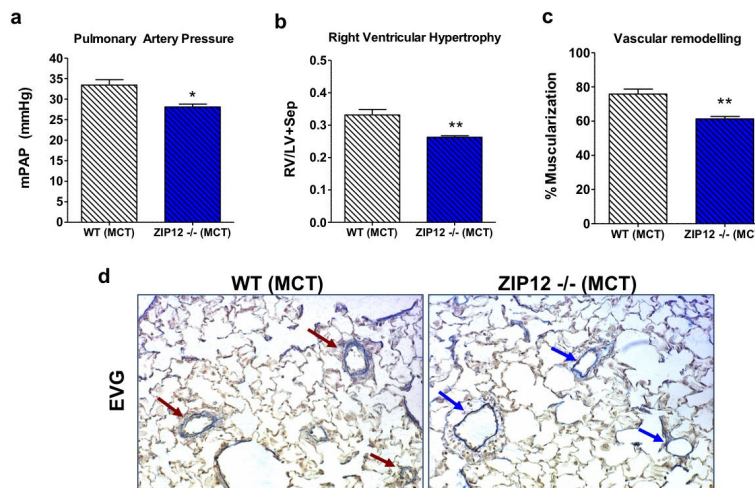 a
Pulmonary Artery Pressure
mPAP (mmHg)
40
35
30
25
20
15
10
5
0
*
WT (MCT)
ZIP12 -/- (MCT)
b
Right Ventricular Hypertrophy
RV/LV+Sep
0.5
0.4
0.3
0.2
0.1
0.0
**
WT (MCT)
ZIP12 -/- (MCT)
c
Vascular remodelling
% Muscularization
100
80
60
40
20
0
**
WT (MCT)
ZIP12 -/- (MC
d
WT (MCT)
ZIP12 -/- (MCT)
EVG